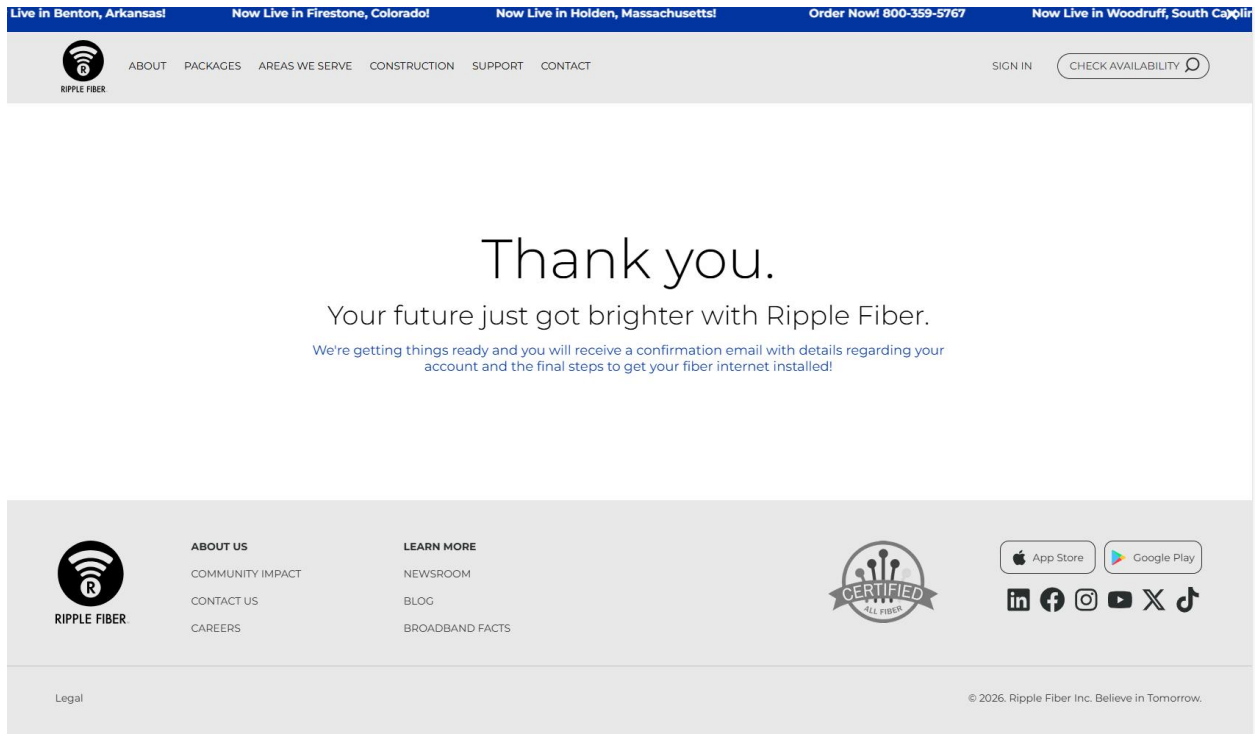 Live in Benton, Arkansas! Now Live in Firestone, Colorado! Now Live in Holden, Massachusetts! Order Now! 800-359-5767 Now Live in Woodruff, South
R
RIPPLE FIBER
ABOUT PACKAGES AREAS WE SERVE CONSTRUCTION SUPPORT CONTACT SIGN IN CHECK AVAILABILITY
Thank you.
Your future just got brighter with Ripple Fiber.
We're getting things ready and you will receive a confirmation email with details regarding your
account and the final steps to get your fiber internet installed!
R
RIPPLE FIBER
ABOUT US
COMMUNITY IMPACT
CONTACT US
CAREERS
LEARN MORE
NEWSROOM
BLOG
BROADBAND FACTS
CERTIFIED
ALL FIBER
App Store
Google Play
Legal
© 2026. Ripple Fiber Inc. Believe in Tomorrow.